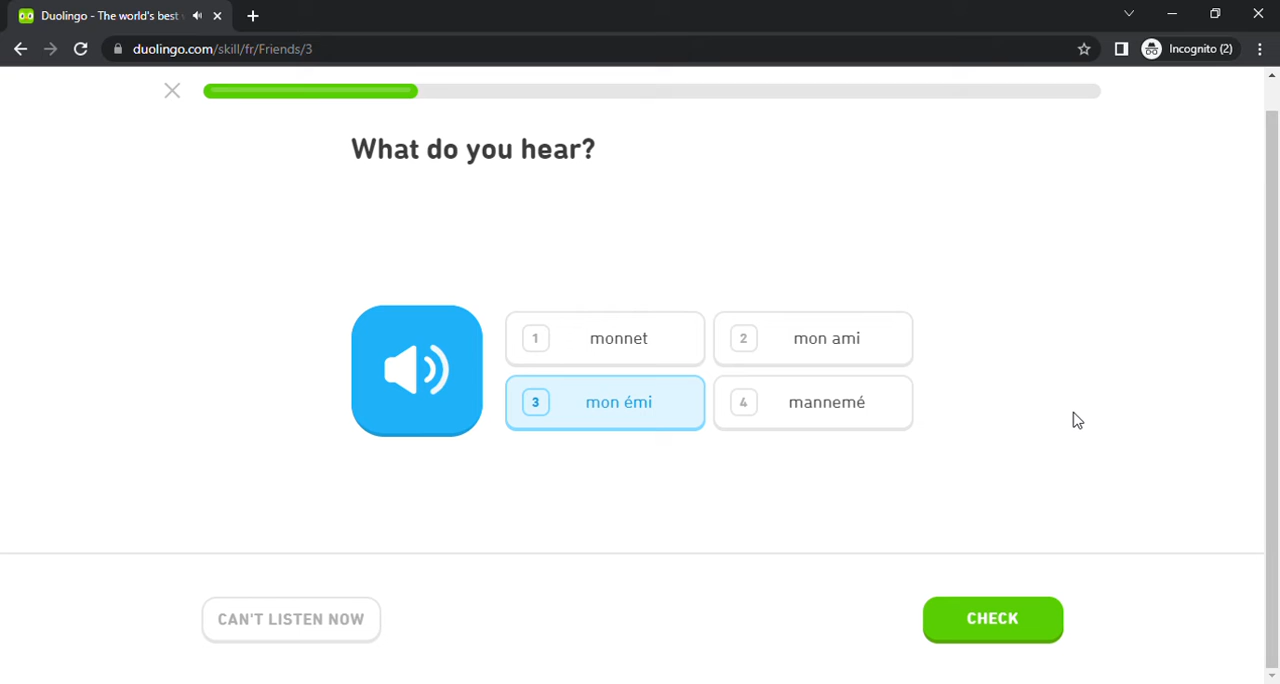 Duolingo - The world's best
duolingo.com/skill/fr/Friends/3
Incognito (2)
What do you hear?
1 monnet
2 mon ami
3 mon émi
4 mannemé
CAN'T LISTEN NOW
CHECK